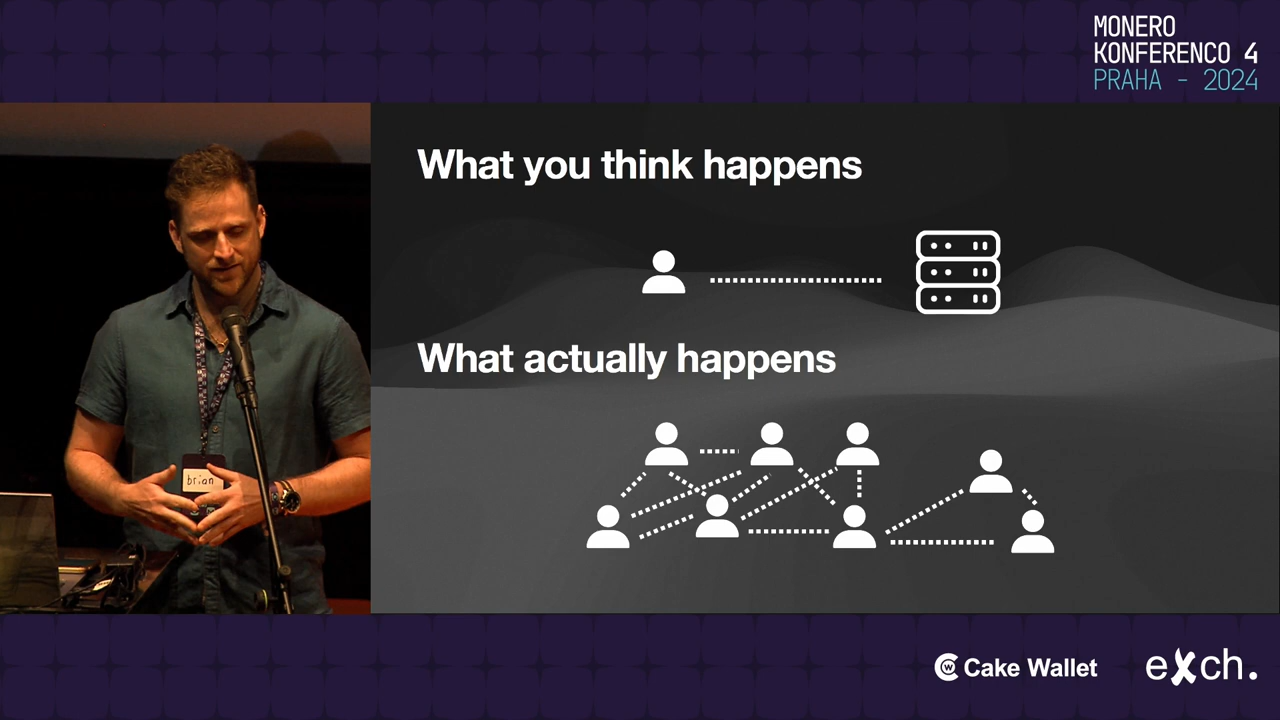 MONERO
KONFERENCO 4
PRAHA - 2024
What you think happens
What actually happens
brian
Cake Wallet
eXch.